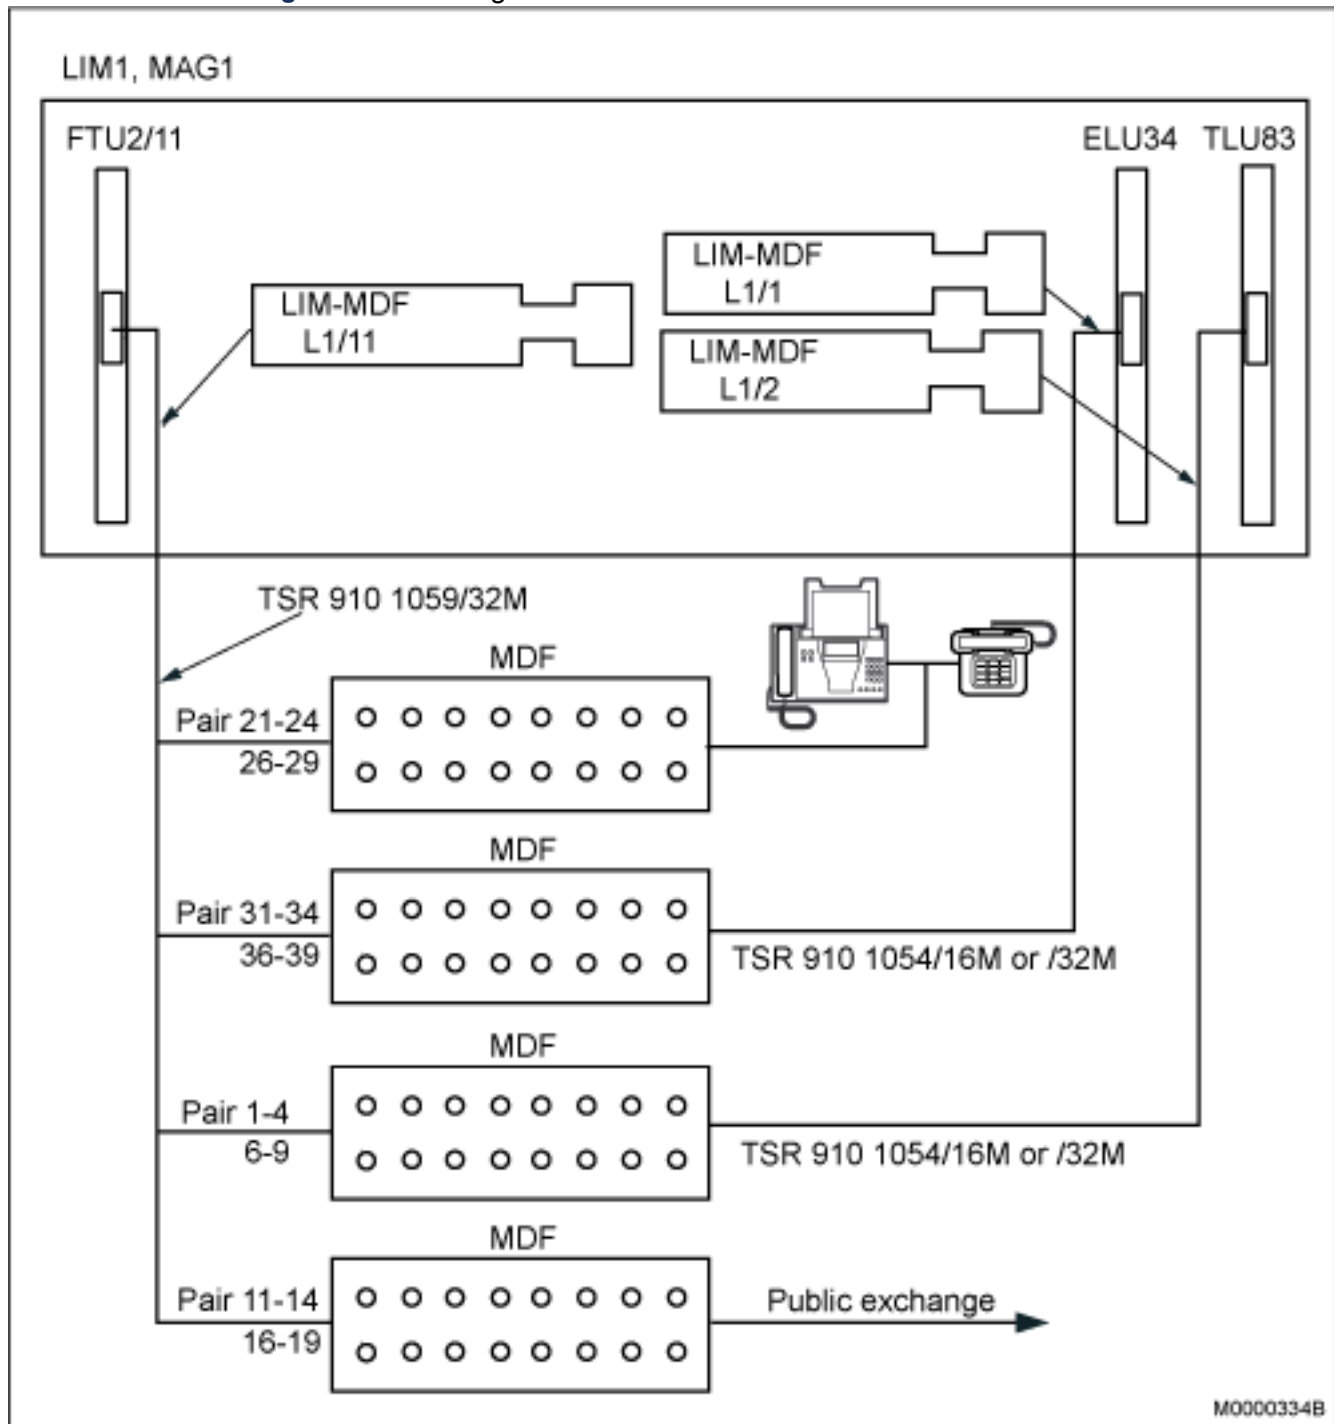 LIM1, MAG1
FTU2/11
ELU34 TLU83
LIM-MDF
L1/11
LIM-MDF
L1/1
LIM-MDF
L1/2
TSR 910 1059/32M
MDF
Pair 21-24
26-29
MDF
Pair 31-34
36-39
TSR 910 1054/16M or /32M
MDF
Pair 1-4
6-9
TSR 910 1054/16M or /32M
MDF
Pair 11-14
16-19
Public exchange
M0000334B